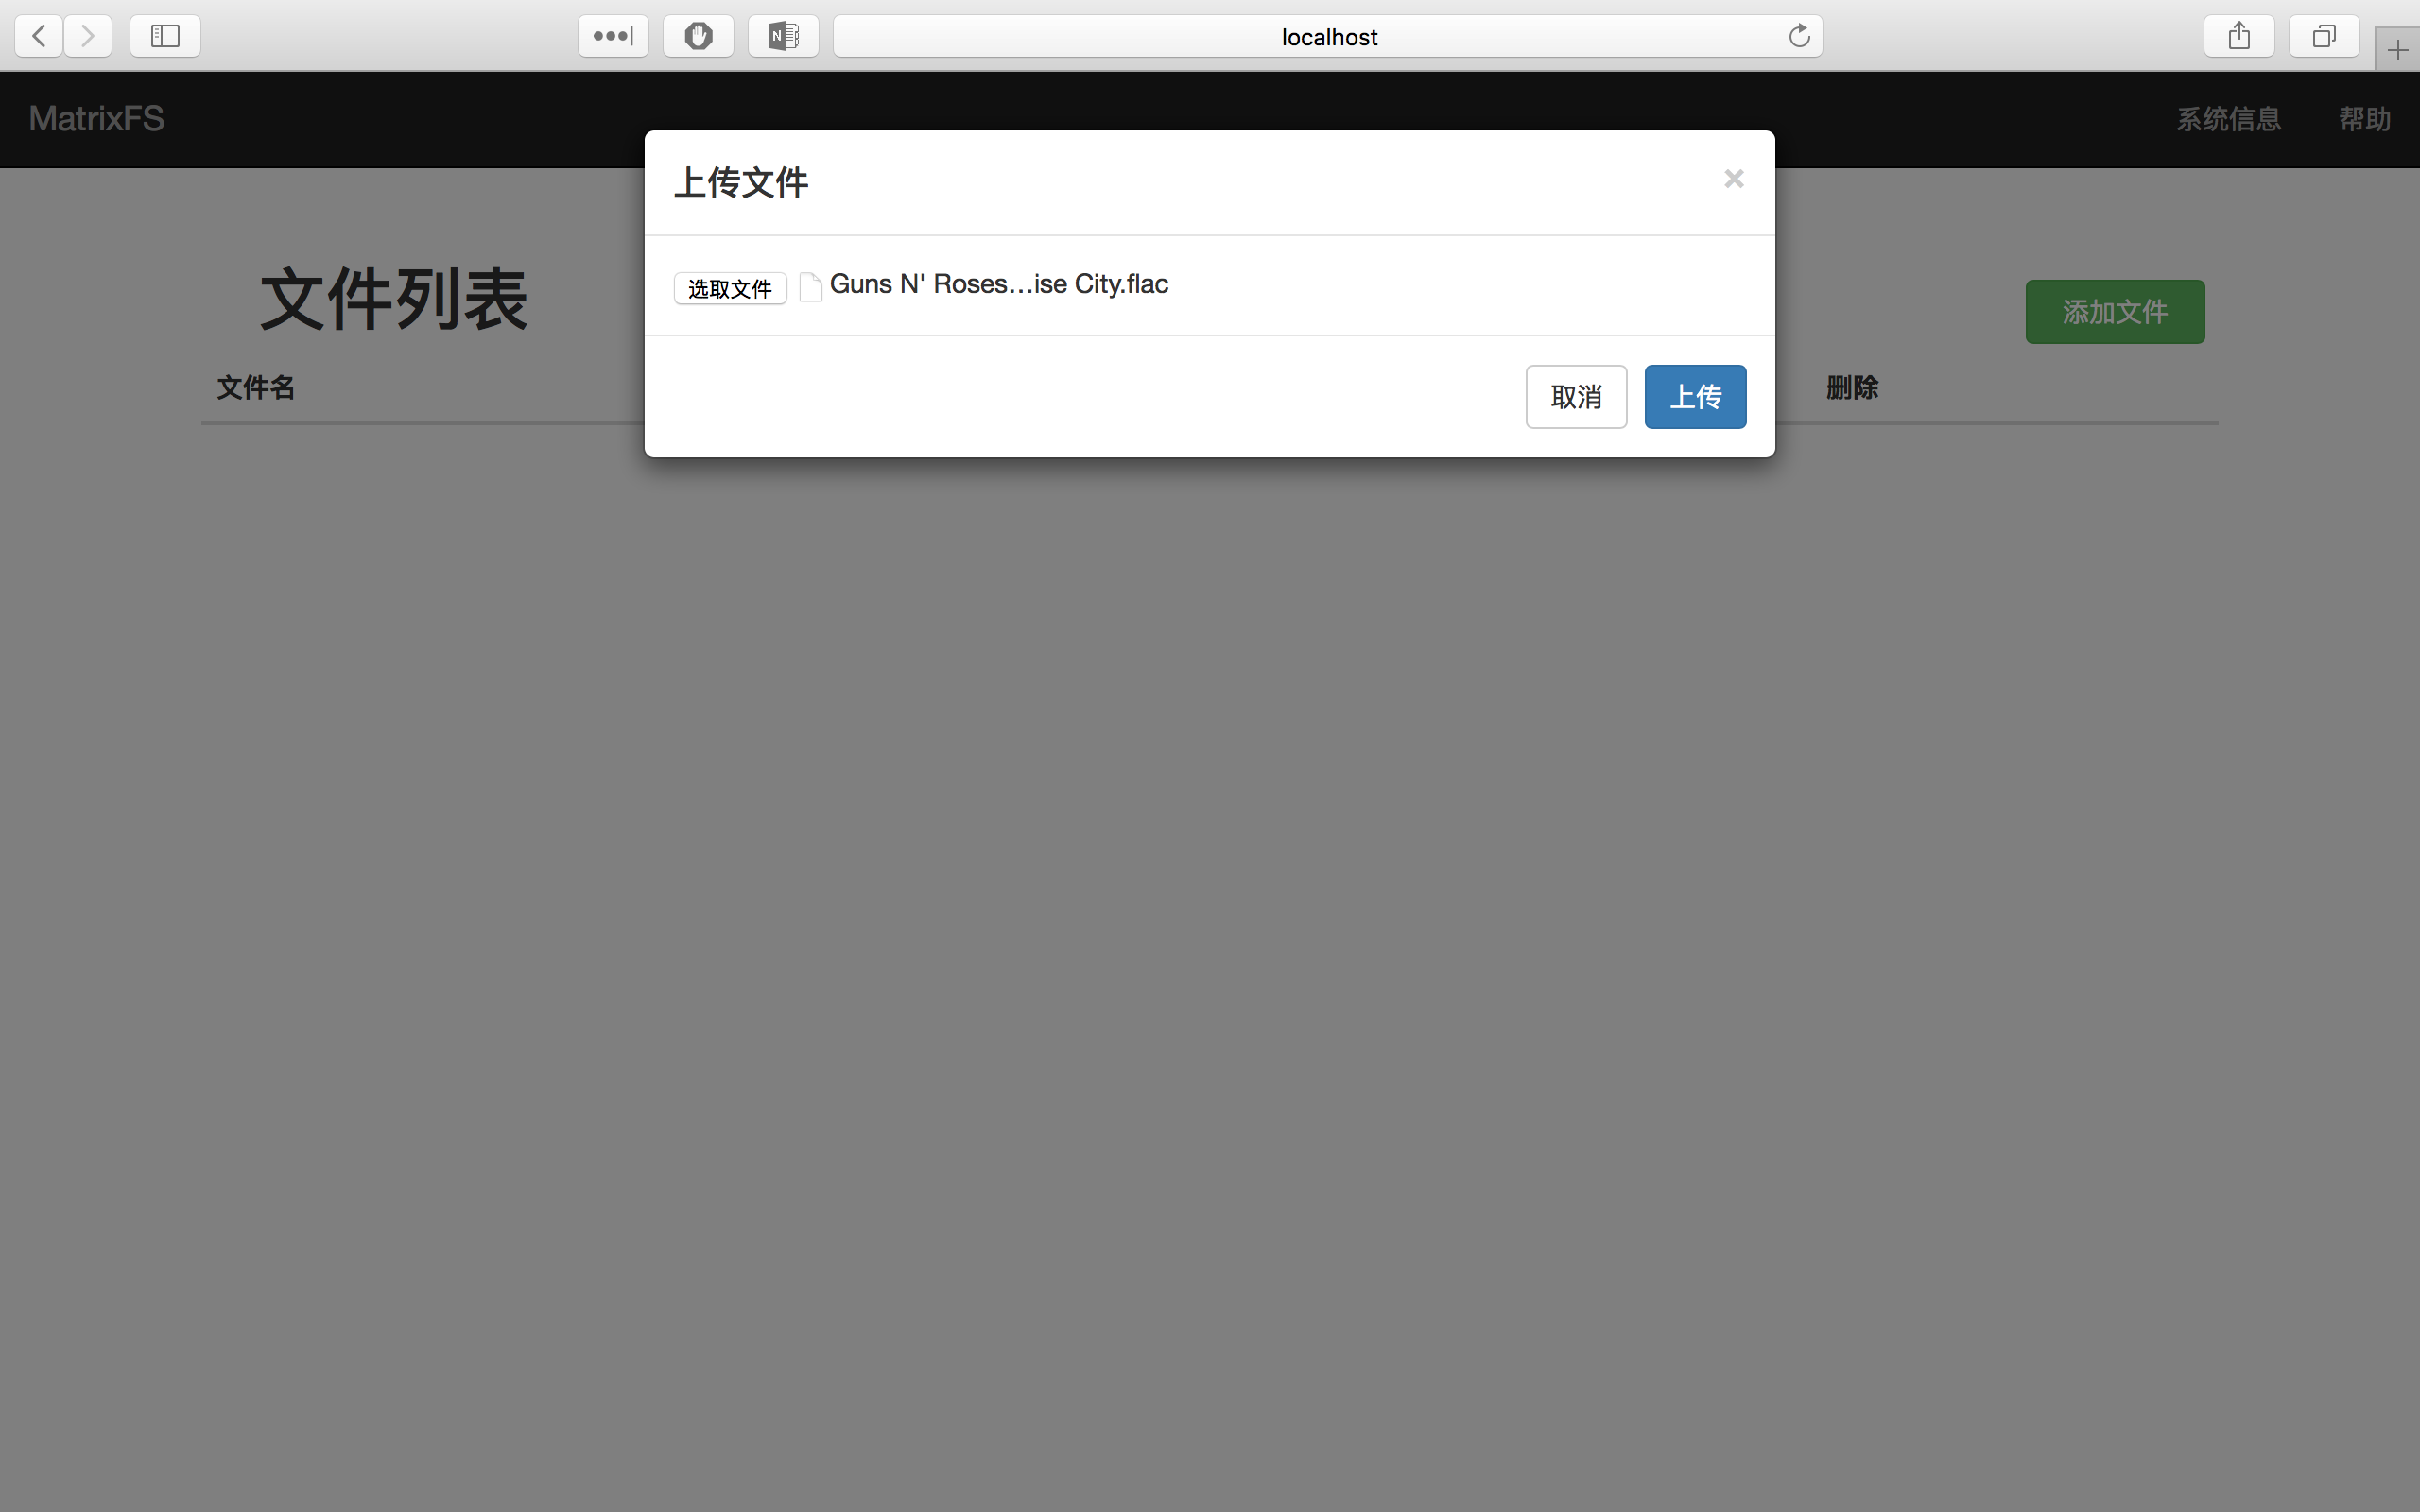 localhost
MatrixFS
系统信息
帮助
上传文件
×
选取文件 Guns N' Roses...ise City.flac
取消
上传
文件列表
添加文件
文件名
删除